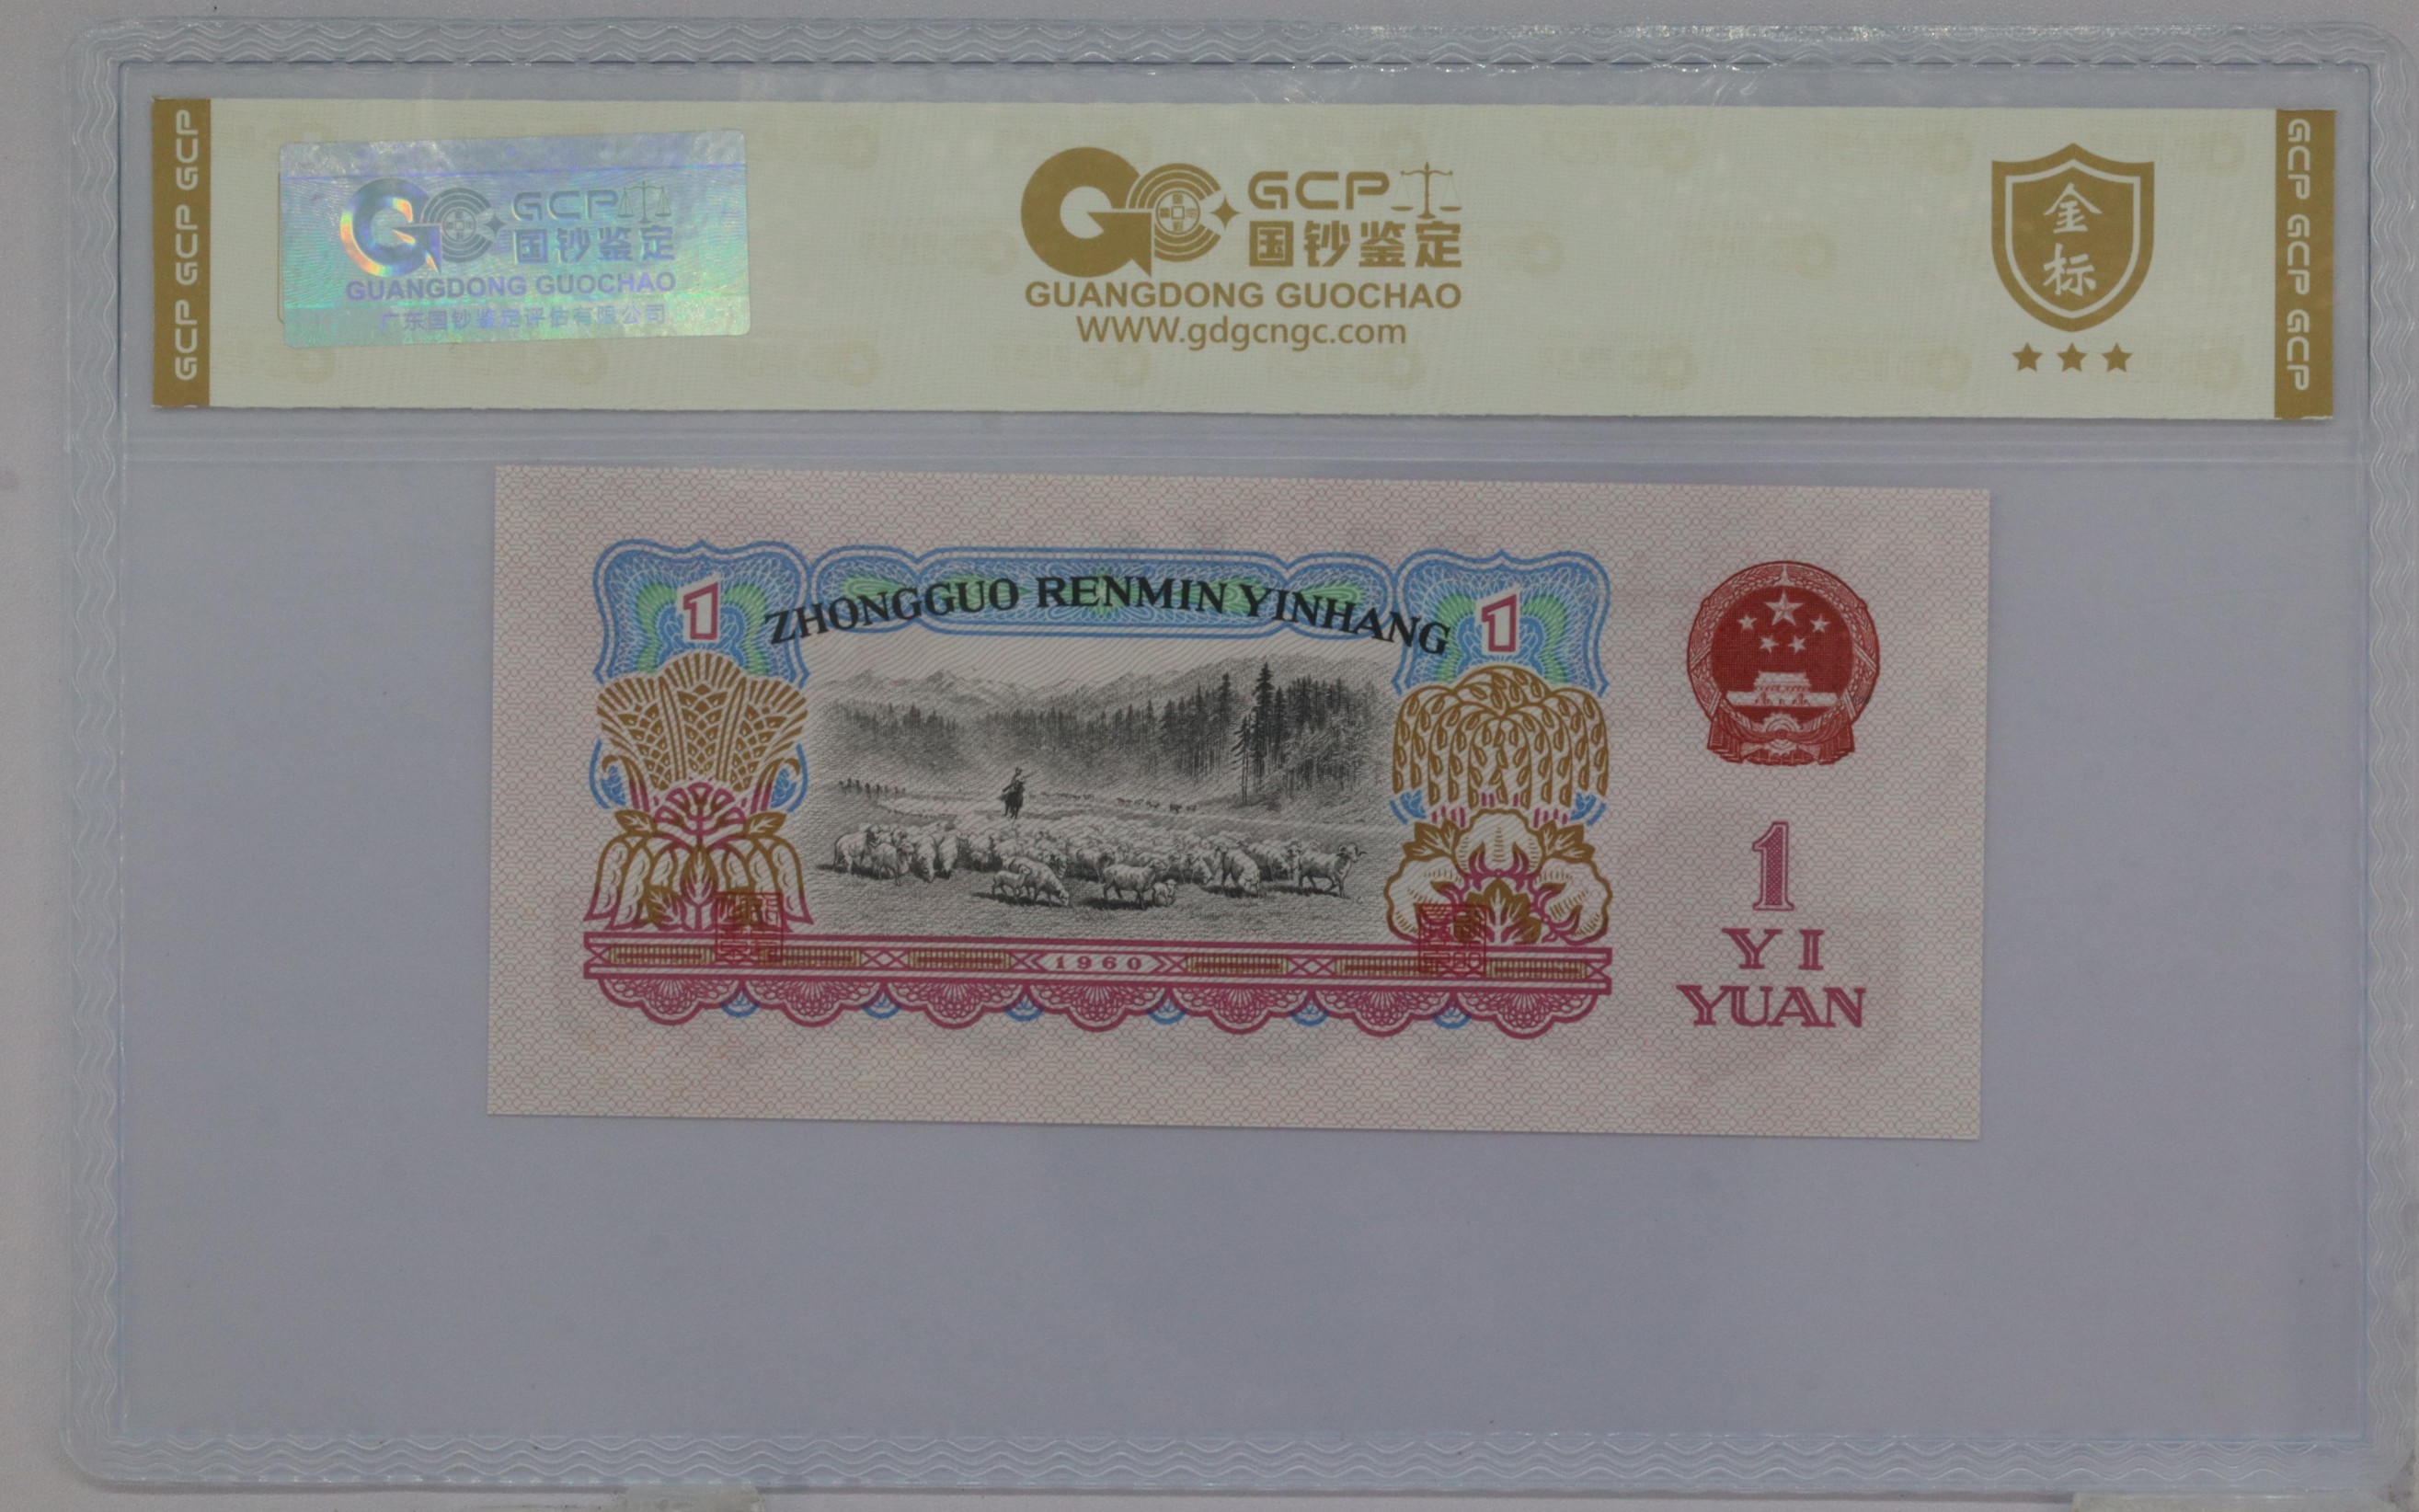 GCP GCP GCP
GCP
国钞鉴定
GUANGDONG GUOCHAO
广东国钞鉴定评估有限公司
GCP
国钞鉴定
GUANGDONG GUOCHAO
WWW.gdgcngc.com
金
标
GCP GCP GCP
1
ZHONGGUO RENMIN YINHANG
1
1960
1
YI
YUAN